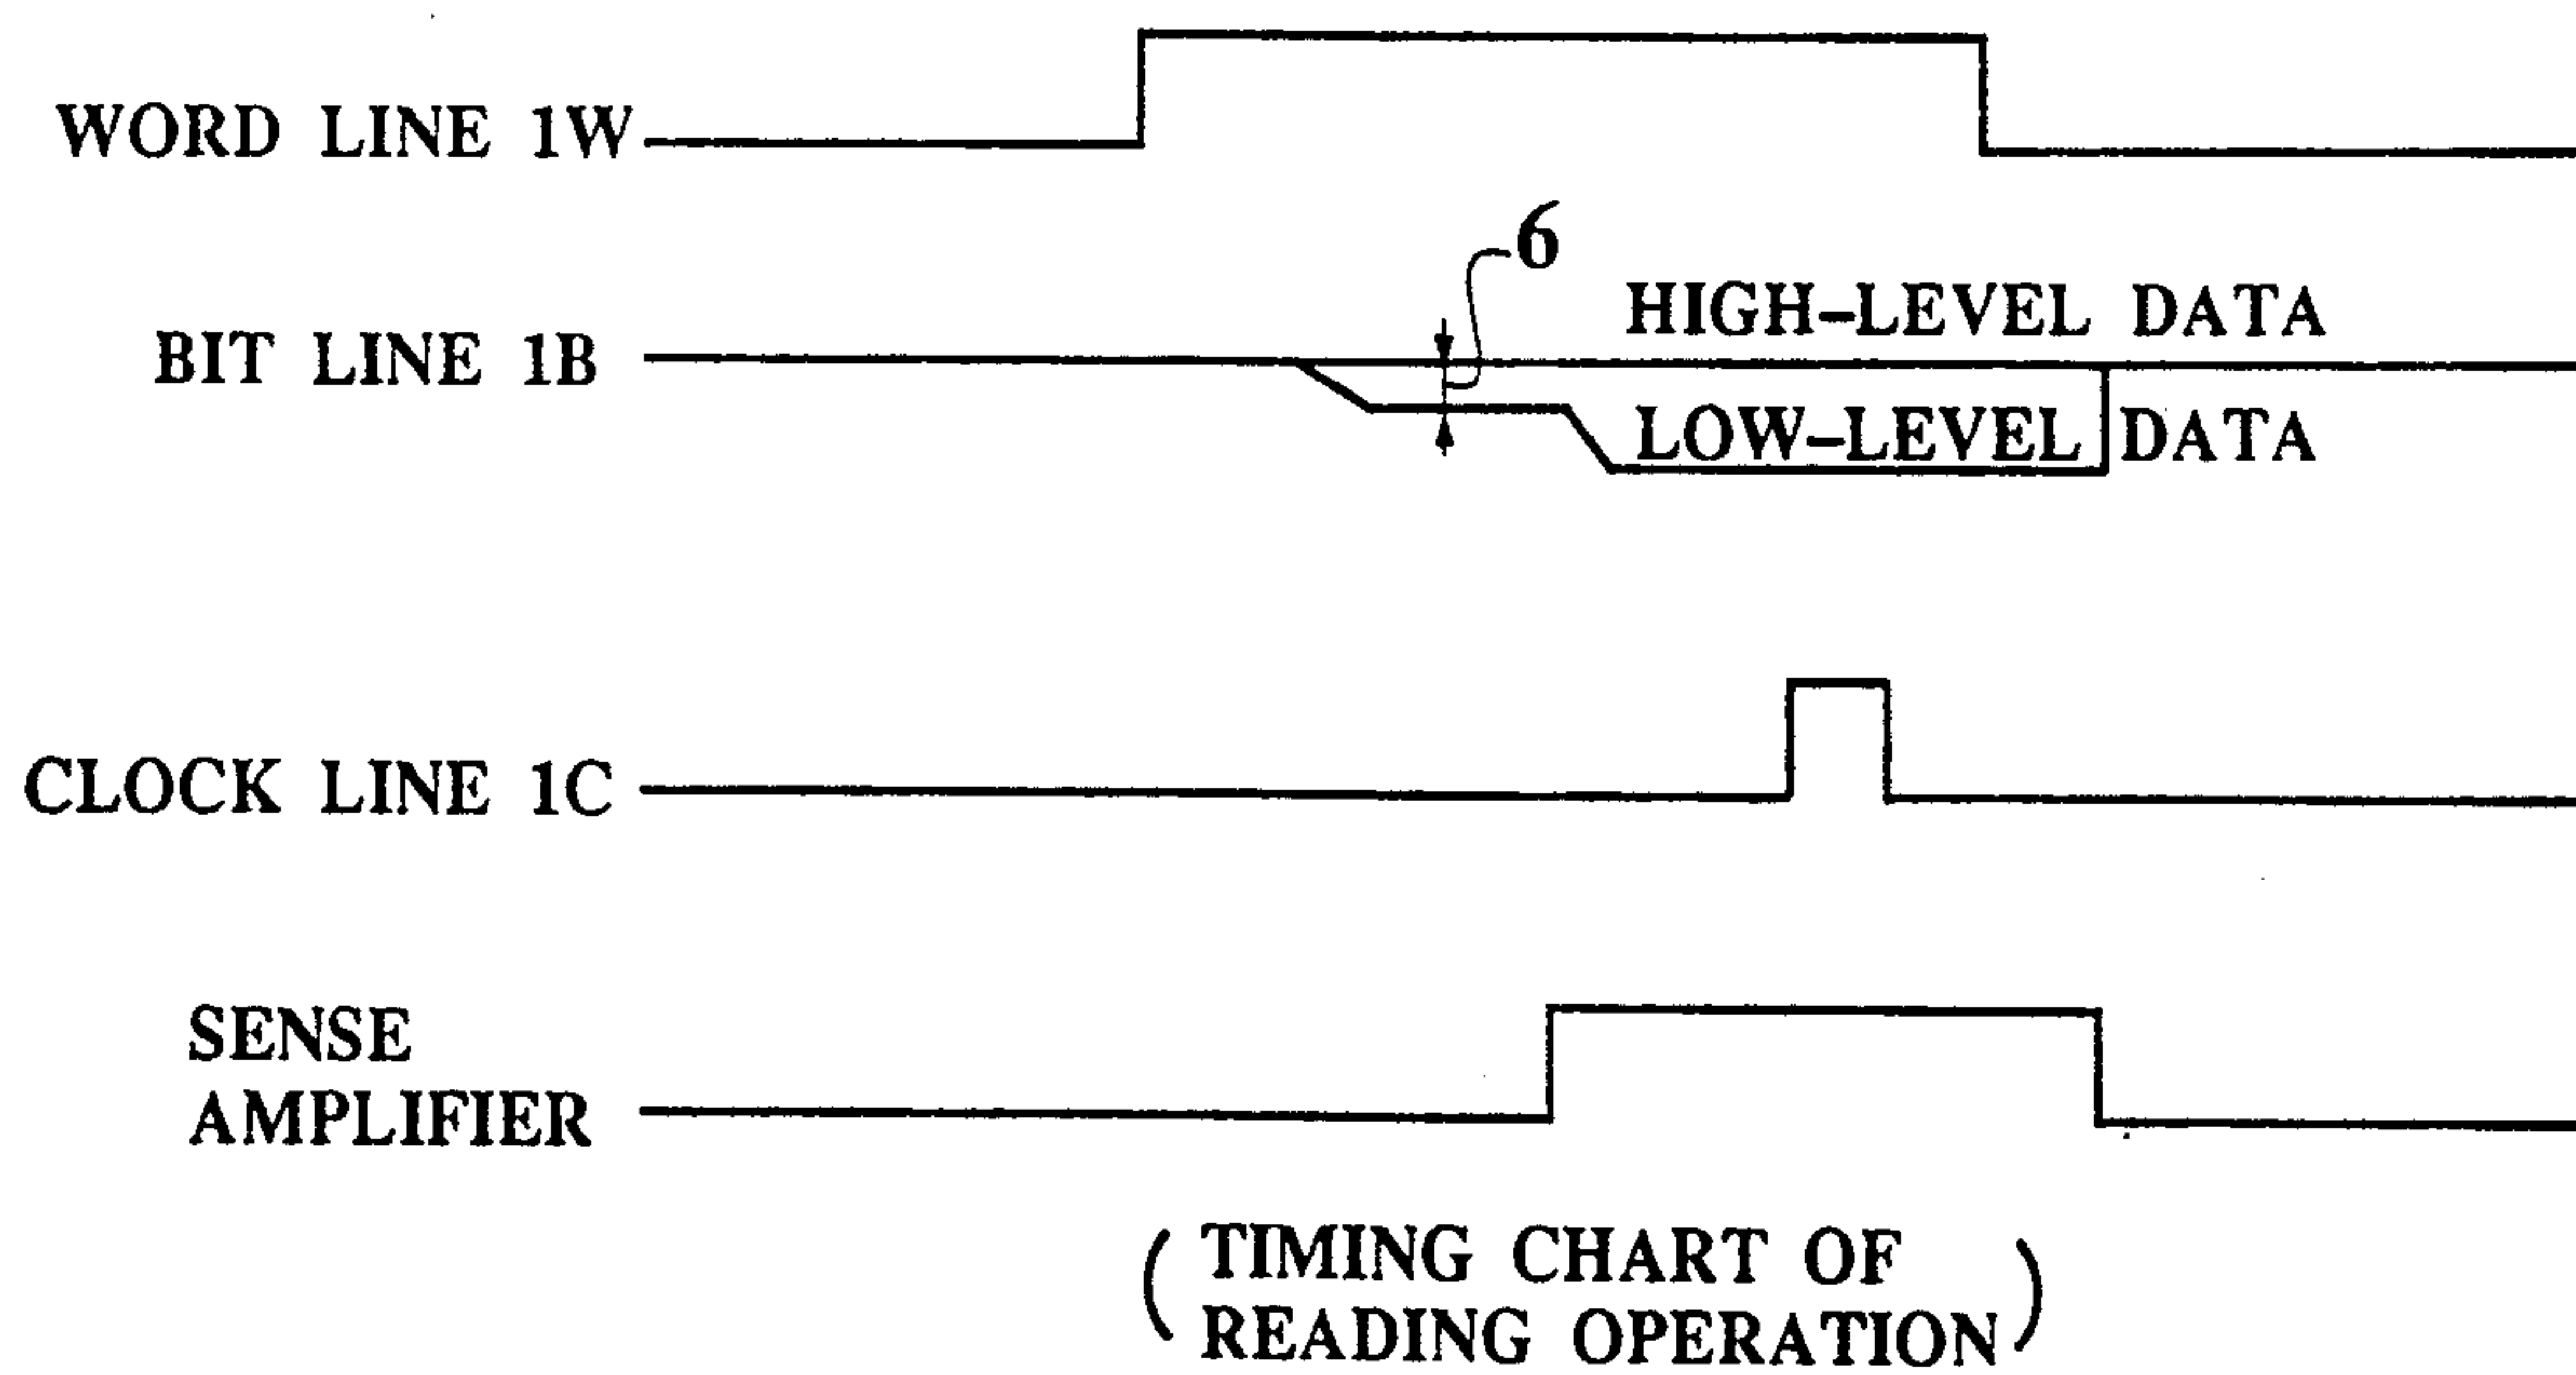 WORD LINE 1W
6
HIGH-LEVEL DATA
BIT LINE 1B
LOW-LEVEL DATA
CLOCK LINE 1C
SENSE
AMPLIFIER
( TIMING CHART OF
READING OPERATION )